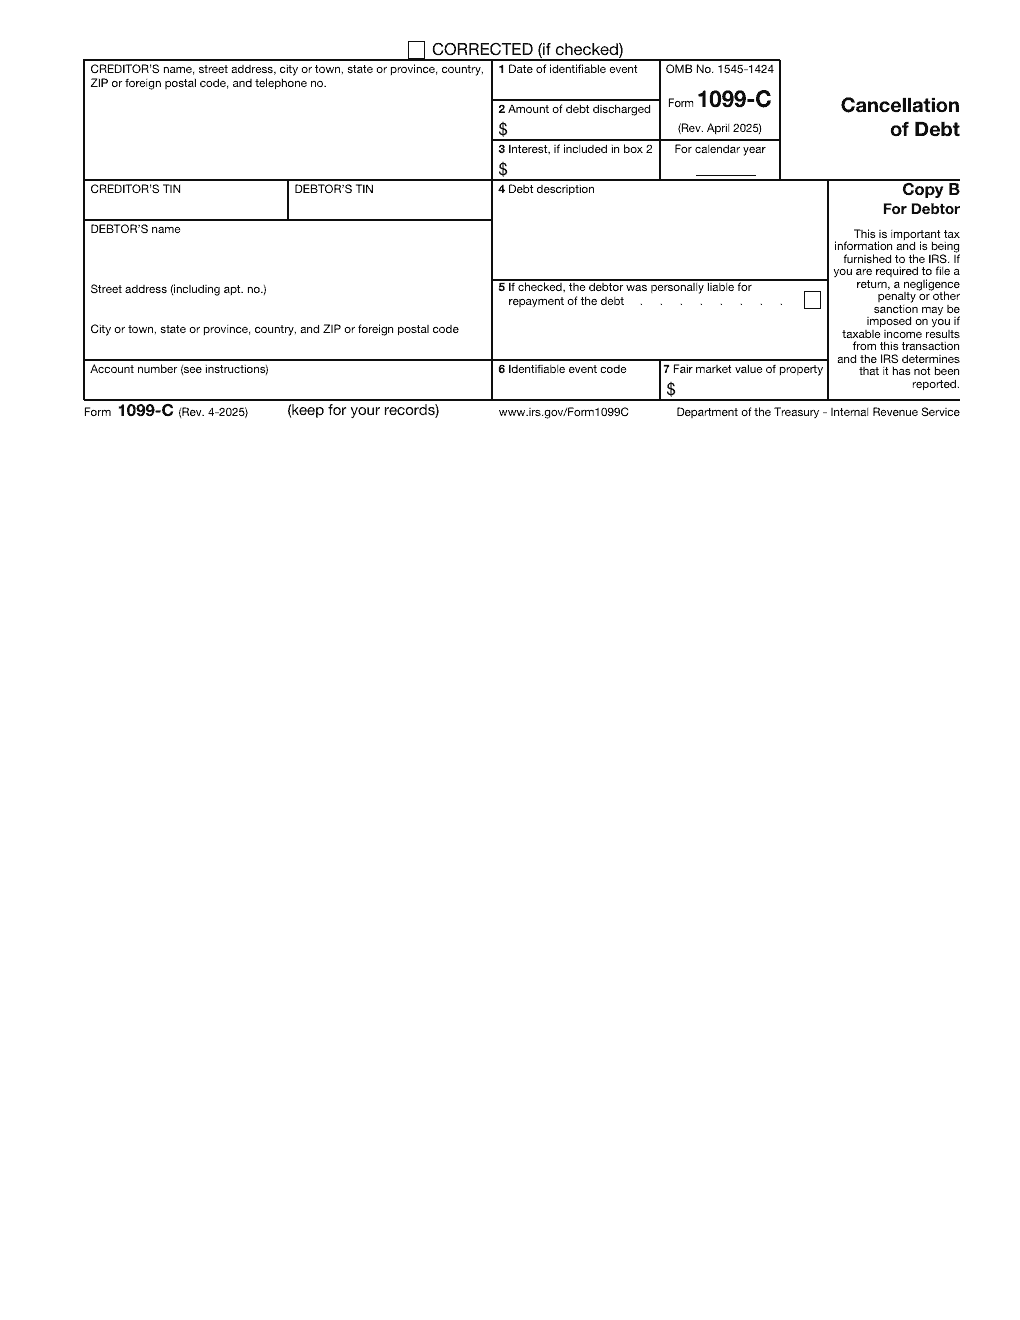 CORRECTED (if checked)
CREDITOR'S name, street address, city or town, state or province, country,
ZIP or foreign postal code, and telephone no.
1 Date of identifiable event
2 Amount of debt discharged
$
3 Interest, if included in box 2
$
OMB No. 1545-1424
Form 1099-C
(Rev. April 2025)
For calendar year
Cancellation
of Debt
CREDITOR'S TIN
DEBTOR'S TIN
DEBTOR'S name
Street address (including apt. no.)
City or town, state or province, country, and ZIP or foreign postal code
Account number (see instructions)
4 Debt description
5 If checked, the debtor was personally liable for
repayment of the debt . . . . . . . .
6 Identifiable event code
7 Fair market value of property
$
Copy B
For Debtor
This is important tax
information and is being
furnished to the IRS. If
you are required to file a
return, a negligence
penalty or other
sanction may be
imposed on you if
taxable income results
from this transaction
and the IRS determines
that it has not been
reported.
Form 1099-C (Rev. 4-2025) (keep for your records) www.irs.gov/Form1099C Department of the Treasury - Internal Revenue Service